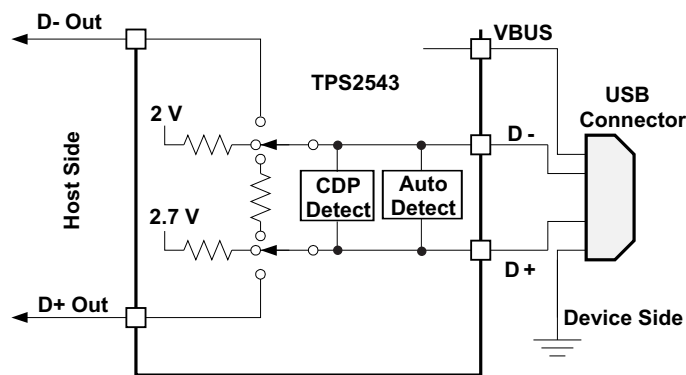 D- Out
VBUS
TPS2543
USB
Connector
2 V
D -
Host Side
CDP
Detect
Auto
Detect
2.7 V
D +
D+ Out
Device Side